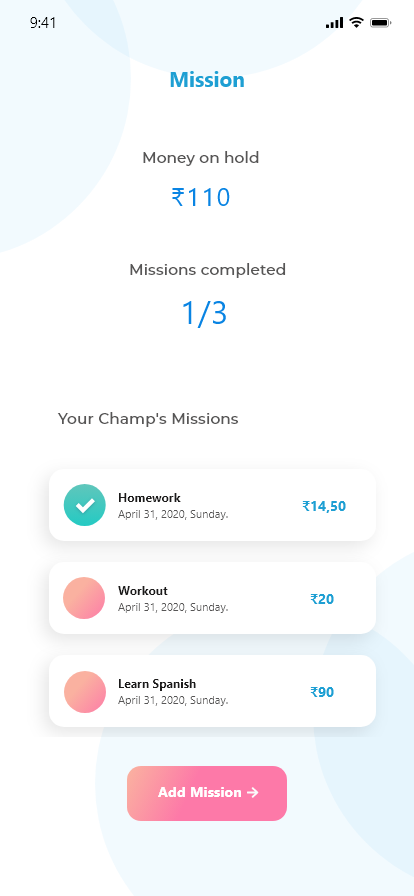 9:41
Mission
Money on hold
₹110
Missions completed
1/3
Your Champ's Missions
Homework
April 31, 2020, Sunday.
₹14,50
Workout
April 31, 2020, Sunday.
₹20
Learn Spanish
April 31, 2020, Sunday.
₹90
Add Mission →